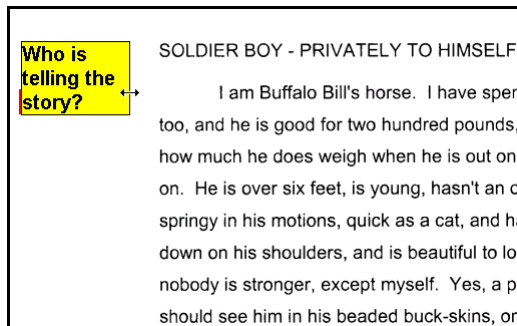 Who is
telling the
story?
SOLDIER BOY - PRIVATELY TO HIMSELF
I am Buffalo Bill's horse. I have
too, and he is good for two hundred pounds,
how much he does weigh when he is out on
on. He is over six feet, is young, hasn't an
springy in his motions, quick as a cat, and
down on his shoulders, and is beautiful to
nobody is stronger, except myself. Yes, a
should see him in his beaded buck-skins,